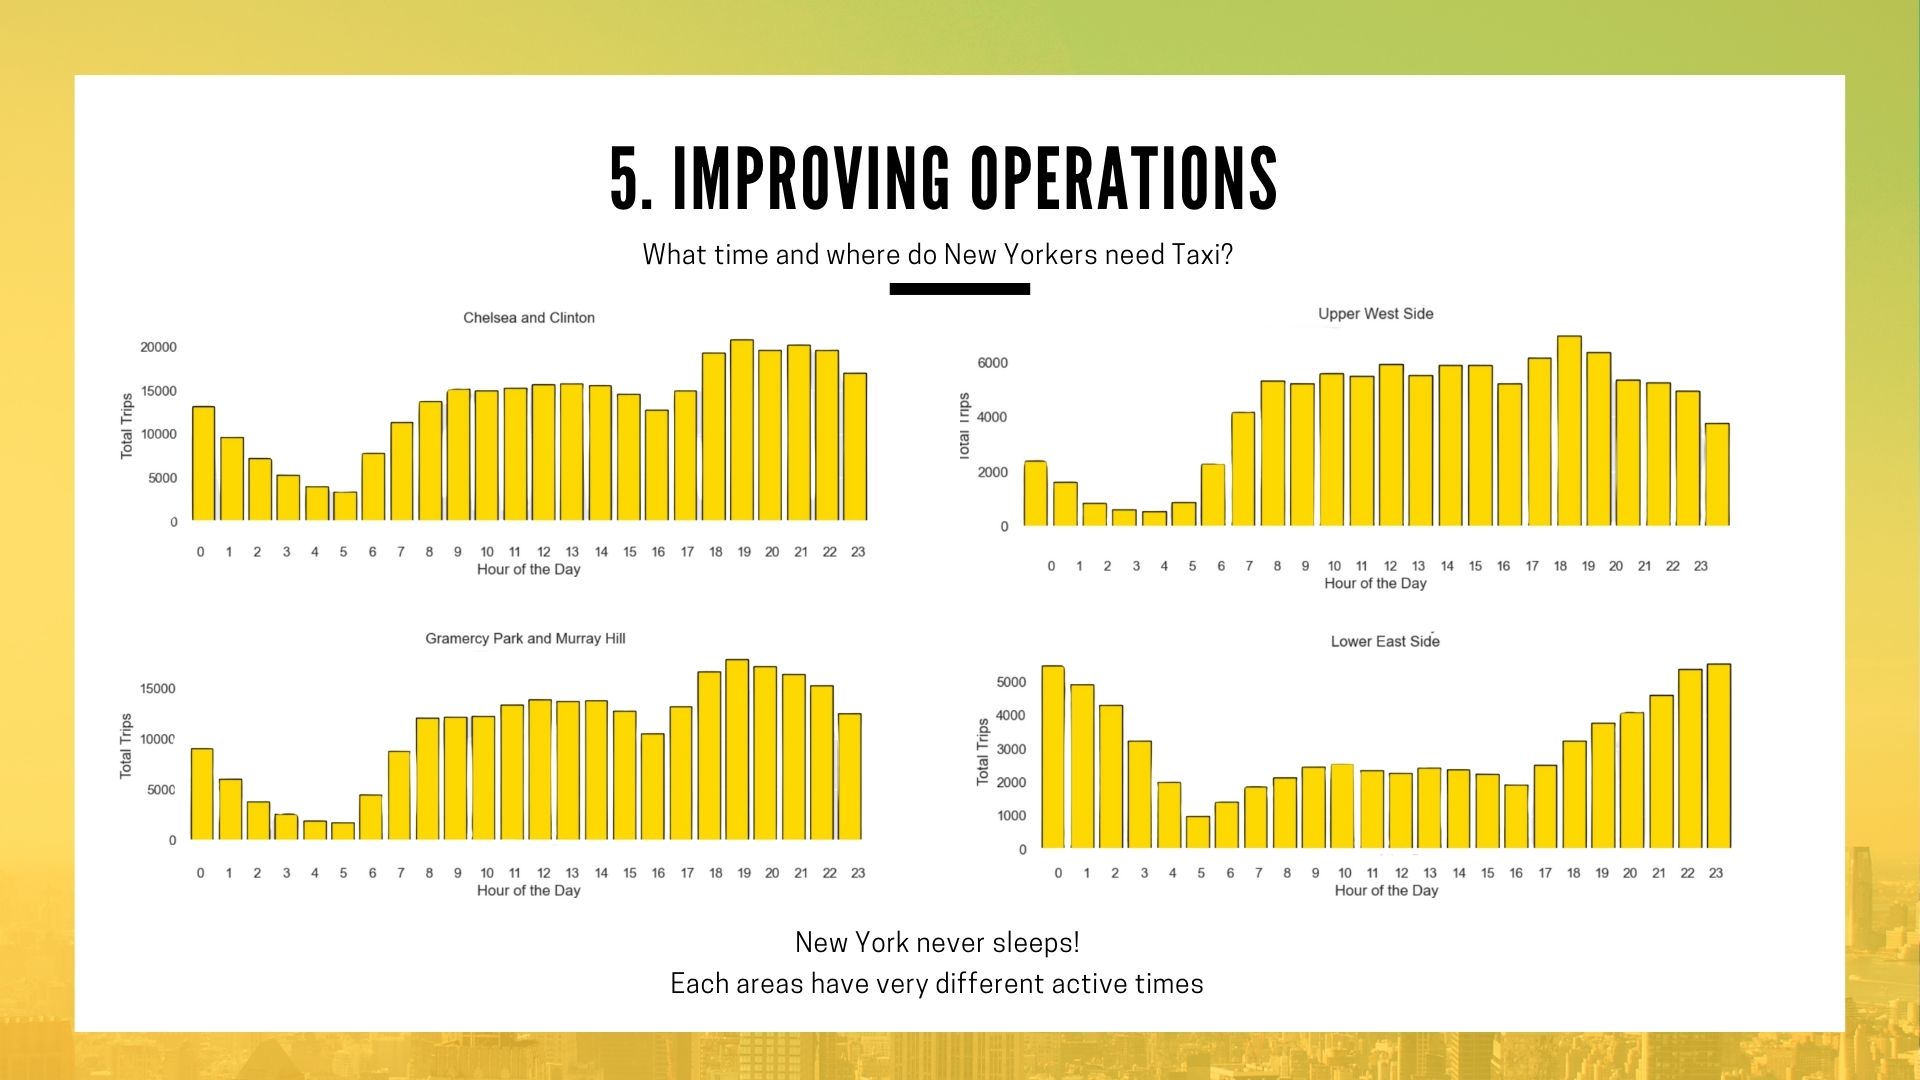 5. IMPROVING OPERATIONS
What time and where do New Yorkers need Taxi?
Chelsea and Clinton
20000
15000
10000
5000
0
Total Trips
0 1 2 3 4 5 6 7 8 9 10 11 12 13 14 15 16 17 18 19 20 21 22 23
Hour of the Day
Upper West Side
6000
4000
2000
0
Total Trips
0 1 2 3 4 5 6 7 8 9 10 11 12 13 14 15 16 17 18 19 20 21 22 23
Hour of the Day
Gramercy Park and Murray Hill
15000
10000
5000
0
Total Trips
0 1 2 3 4 5 6 7 8 9 10 11 12 13 14 15 16 17 18 19 20 21 22 23
Hour of the Day
Lower East Side
5000
4000
3000
2000
1000
0
Total Trips
0 1 2 3 4 5 6 7 8 9 10 11 12 13 14 15 16 17 18 19 20 21 22 23
Hour of the Day
New York never sleeps!
Each areas have very different active times